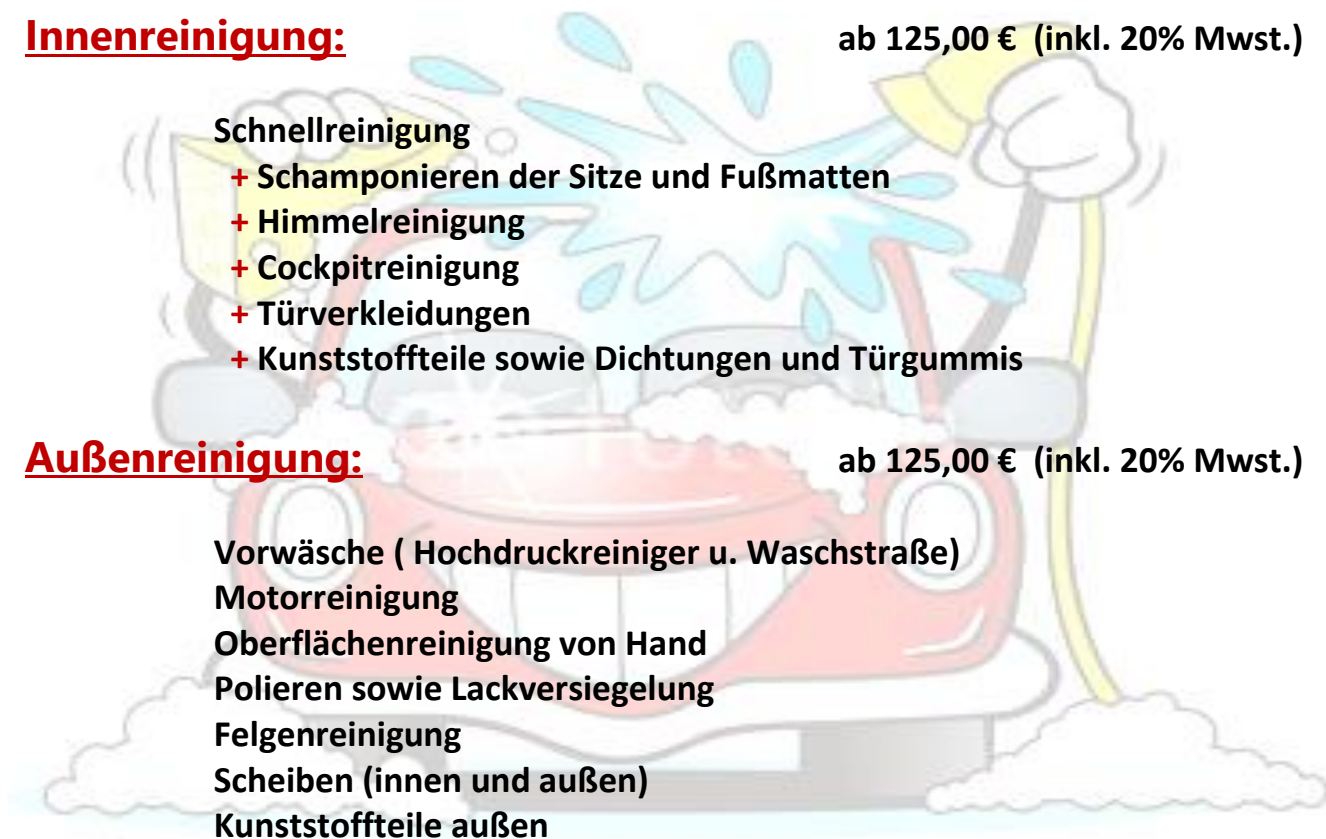 Innenreinigung: ab 125,00 € (inkl. 20% Mwst.)
Schnellreinigung
+ Schamponieren der Sitze und Fußmatten
+ Himmelreinigung
+ Cockpitreinigung
+ Türverkleidungen
+ Kunststoffteile sowie Dichtungen und Türgummis
Außenreinigung: ab 125,00 € (inkl. 20% Mwst.)
Vorwäsche ( Hochdruckreiniger u. Waschstraße)
Motorreinigung
Oberflächenreinigung von Hand
Polieren sowie Lackversiegelung
Felgenreinigung
Scheiben (innen und außen)
Kunststoffteile außen